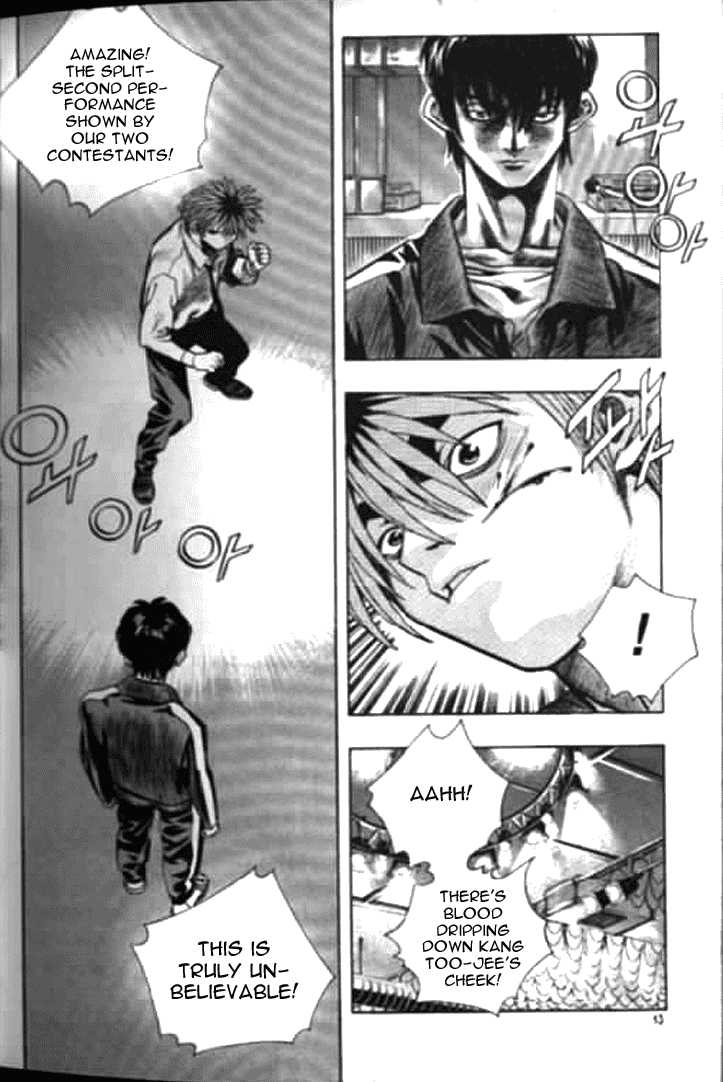 AMAZING!
THE SPLIT-
SECOND PER-
FORMANCE
SHOWN BY
OUR TWO
CONTESTANTS!
와아아
THIS IS
TRULY UN-
BELIEVABLE!
와아아
!
AAHH!
THERE'S
BLOOD
DRIPPING
DOWN KANG
TOO-JEE'S
CHEEK!
13